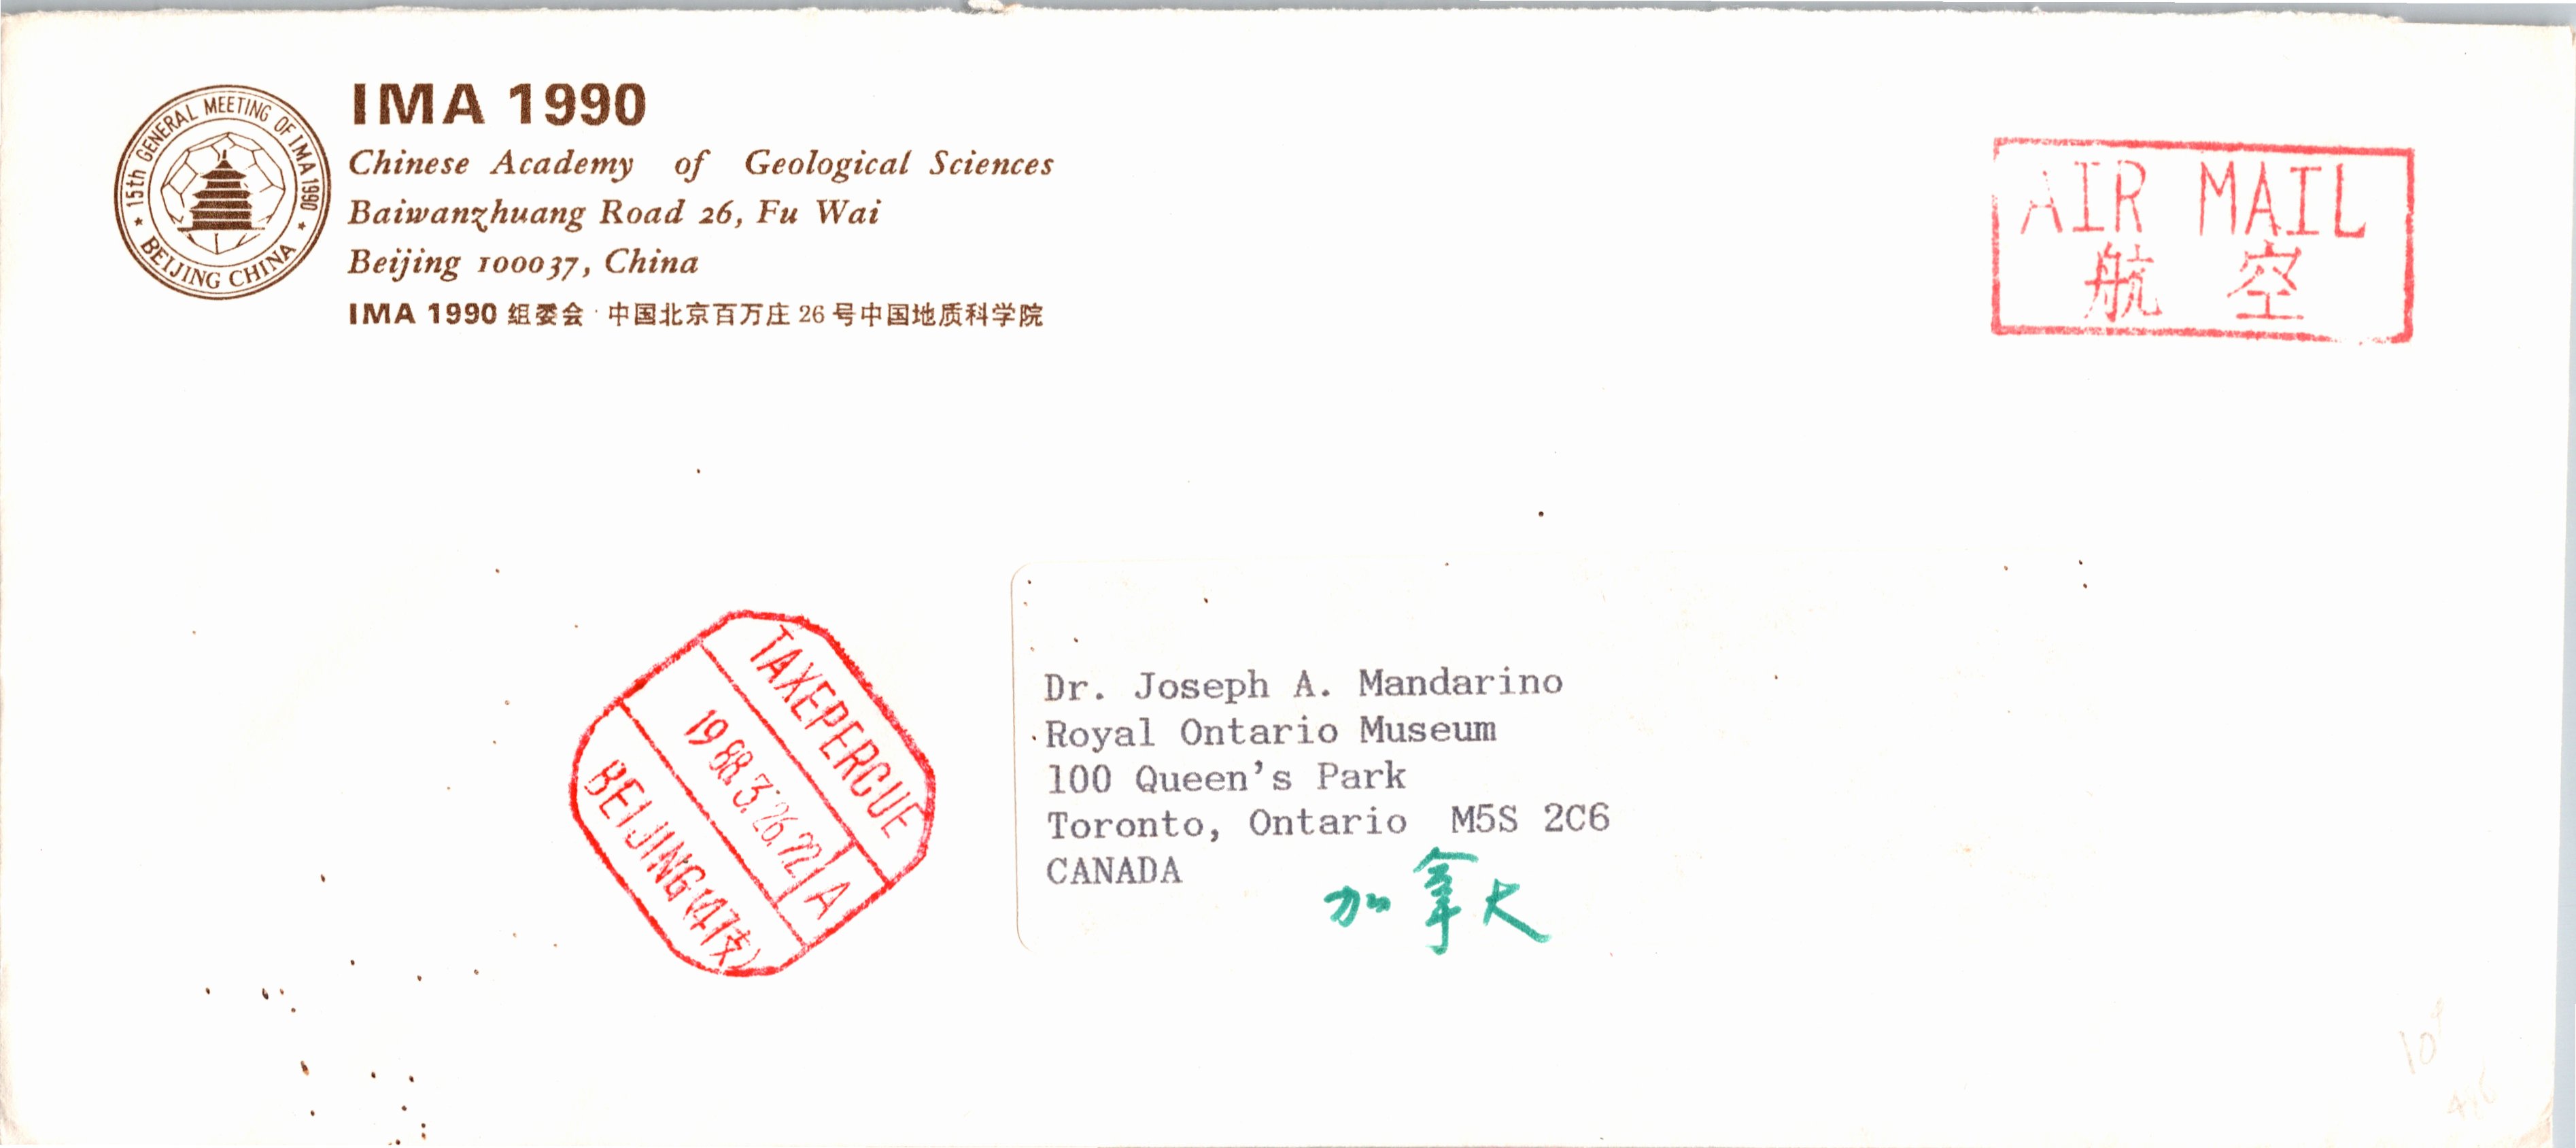 15th GENERAL MEETING OF IMA 1990
★ BEIJING CHINA ★
IMA 1990
Chinese Academy of Geological Sciences
Baiwanzhuang Road 26, Fu Wai
Beijing 100037, China
IMA 1990 组委会 · 中国北京百万庄 26 号中国地质科学院
AIR MAIL
航 空
TAXEPERCUE
1988.3.26.22 A
BEIJING(47支)
Dr. Joseph A. Mandarino
Royal Ontario Museum
100 Queen's Park
Toronto, Ontario M5S 2C6
CANADA
加拿大